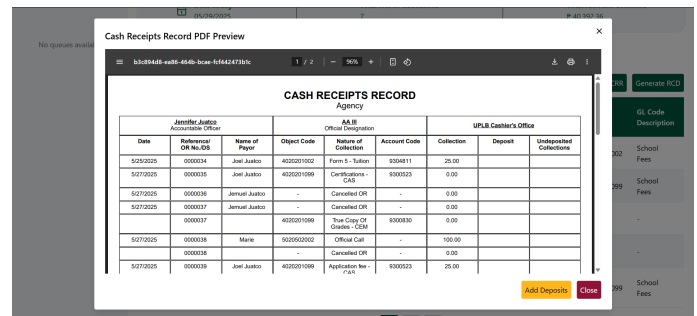 05/29/2025
2
₱ 40,392.36
Cash Receipts Record PDF Preview
×
No queues availa
b3c894d8-ea86-464b-bcae-fcf442473b1c
1 / 2
96%
CRR
Generate RCD
CASH RECEIPTS RECORD
Agency
Jennifer Juatco
Accountable Officer
AA III
Official Designation
UPLB Cashier's Office
GL Code
Description
Date
Reference/
OR No./DS
Name of
Payor
Object Code
Nature of
Collection
Account Code
Collection
Deposit
Undeposited
Collections
5/25/2025 0000034 Joel Juatco 4020201002 Form 5 - Tuition 9304811 25.00
002 School
Fees
5/27/2025 0000035 Joel Juatco 4020201099 Certifications -
CAS 9300523 0.00
099 School
Fees
5/27/2025 0000036 Jemuel Juatco - Cancelled OR - 0.00
5/27/2025 0000037 Jemuel Juatco - Cancelled OR - 0.00
0000037 4020201099 True Copy Of
Grades - CEM 9300830 0.00
-
5/27/2025 0000038 Marie 5020502002 Official Call - 100.00
0000038 - Cancelled OR - 0.00
-
5/27/2025 0000039 Joel Juatco 4020201099 Application fee -
CAS 9300523 25.00
099 School
Fees
Add Deposits
Close